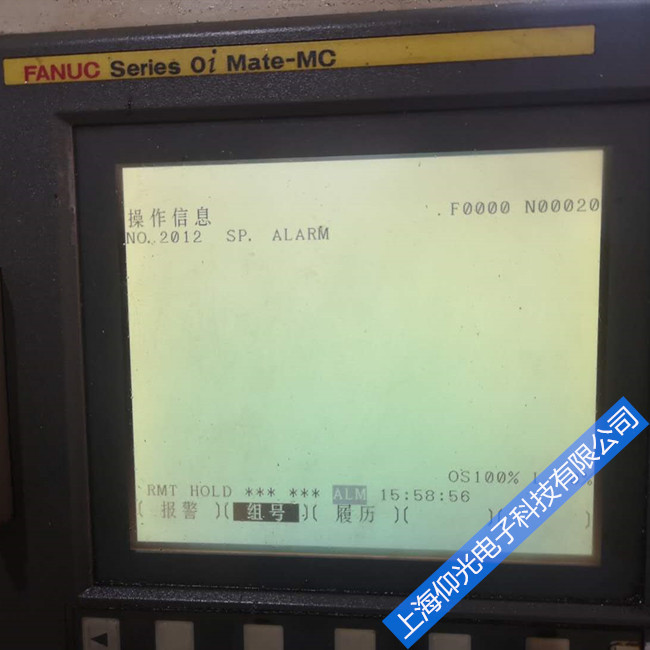 FANUC Series 0i Mate-MC
操作信息
F0000 N00020
NO. 2012 SP. ALARM
OS100% L
RMT HOLD *** *** ALM 15:58:56
( 报警 )( 组号 )( 履历 )( )( )
上海仰光电子科技有限公司